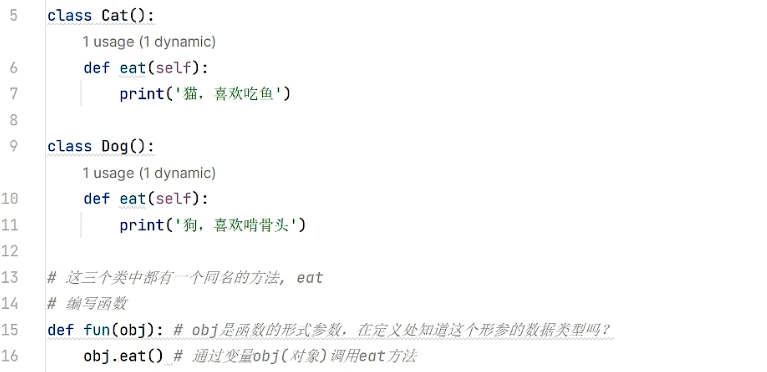 5 class Cat():
1 usage (1 dynamic)
6 def eat(self):
7 print('猫，喜欢吃鱼')
8
9 class Dog():
1 usage (1 dynamic)
10 def eat(self):
11 print('狗，喜欢啃骨头')
12
13 # 这三个类中都有一个同名的方法, eat
14 # 编写函数
15 def fun(obj): # obj是函数的形式参数．在定义处知道这个形参的数据类型吗?
16 obj.eat() # 通过变量obj(对象)调用eat方法